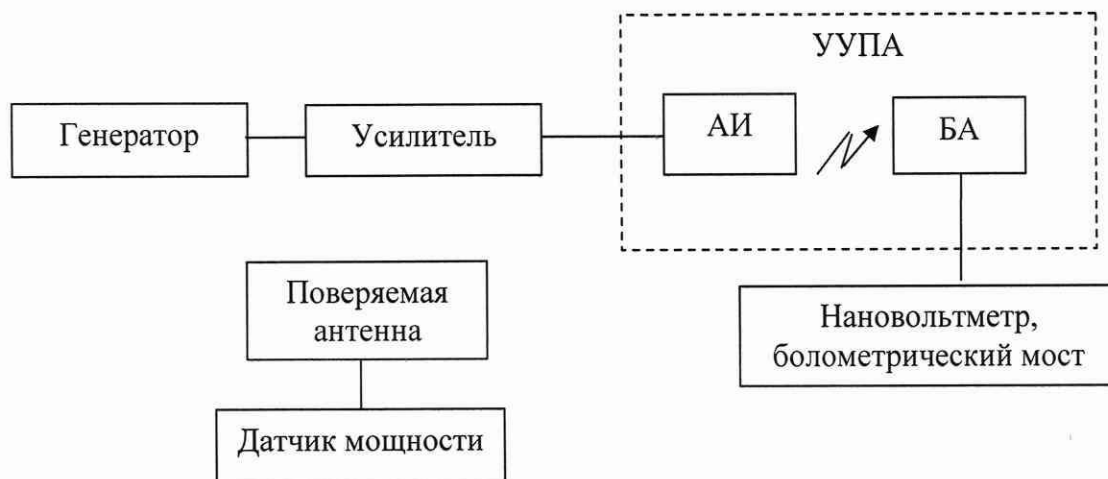 УУПА
Генератор
Усилитель
АИ
БА
Поверяемая
антенна
Нановольтметр,
болометрический мост
Датчик мощности